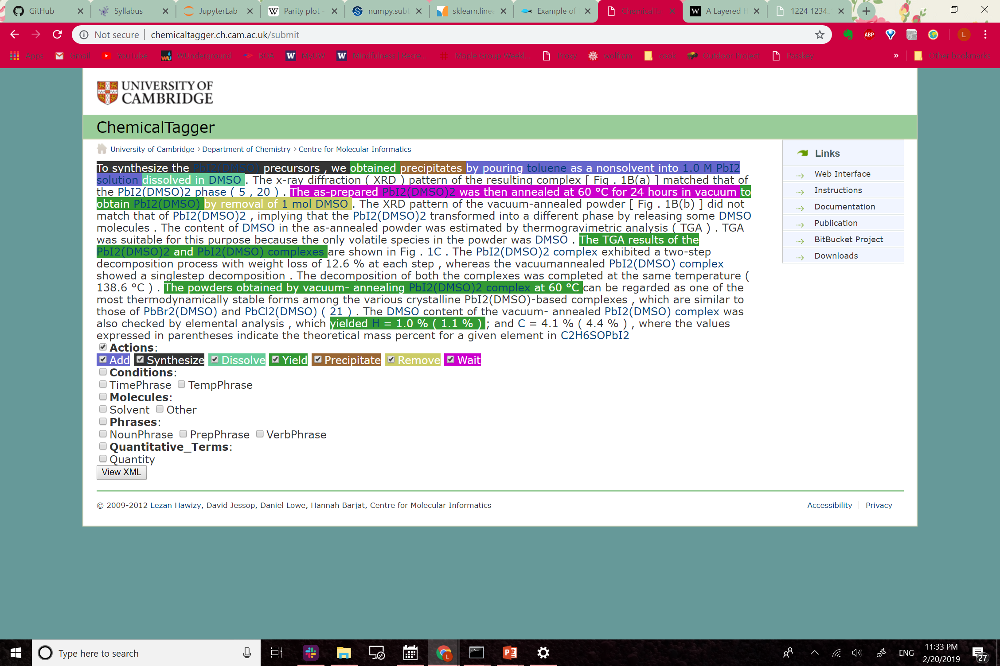 GitHub
Syllabus
JupyterLab
Parity plot -
numpy.subt
sklearn.linea
Example of
ChemicalTa
A Layered H
1224 1234..
Not secure | chemicaltagger.ch.cam.ac.uk/submit
ABP
L
Apps Gmail YouTube WUnderground BOA MyUW Mindfulness | Recre... Maple Group Weekl... Proxy wolfram cook Outdoor Project Passkey » Other bookmarks
UNIVERSITY OF
CAMBRIDGE
ChemicalTagger
University of Cambridge > Department of Chemistry > Centre for Molecular Informatics
To synthesize the PbI2(DMSO) precursors , we obtained precipitates by pouring toluene as a nonsolvent into 1.0 M PbI2
solution dissolved in DMSO . The x-ray diffraction ( XRD ) pattern of the resulting complex [ Fig . 1B(a) ] matched that of
the PbI2(DMSO)2 phase ( 5 , 20 ) . The as-prepared PbI2(DMSO)2 was then annealed at 60 °C for 24 hours in vacuum to
obtain PbI2(DMSO) by removal of 1 mol DMSO . The XRD pattern of the vacuum-annealed powder [ Fig . 1B(b) ] did not
match that of PbI2(DMSO)2 , implying that the PbI2(DMSO)2 transformed into a different phase by releasing some DMSO
molecules . The content of DMSO in the as-annealed powder was estimated by thermogravimetric analysis ( TGA ) . TGA
was suitable for this purpose because the only volatile species in the powder was DMSO . The TGA results of the
PbI2(DMSO)2 and PbI2(DMSO) complexes are shown in Fig . 1C . The PbI2(DMSO)2 complex exhibited a two-step
decomposition process with weight loss of 12.6 % at each step , whereas the vacuumannealed PbI2(DMSO) complex
showed a singlestep decomposition . The decomposition of both the complexes was completed at the same temperature (
138.6 °C ) . The powders obtained by vacuum- annealing PbI2(DMSO)2 complex at 60 °C can be regarded as one of the
most thermodynamically stable forms among the various crystalline PbI2(DMSO)-based complexes , which are similar to
those of PbBr2(DMSO) and PbCl2(DMSO) ( 21 ) . The DMSO content of the vacuum- annealed PbI2(DMSO) complex was
also checked by elemental analysis , which yielded H = 1.0 % ( 1.1 % ) ; and C = 4.1 % ( 4.4 % ) , where the values
expressed in parentheses indicate the theoretical mass percent for a given element in C2H6SOPbI2
Actions:
Add Synthesize Dissolve Yield Precipitate Remove Wait
Conditions:
TimePhrase TempPhrase
Molecules:
Solvent Other
Phrases:
NounPhrase PrepPhrase VerbPhrase
Quantitative_Terms:
Quantity
View XML
Links
Web Interface
Instructions
Documentation
Publication
BitBucket Project
Downloads
© 2009-2012 Lezan Hawizy, David Jessop, Daniel Lowe, Hannah Barjat, Centre for Molecular Informatics
Accessibility | Privacy
Type here to search
ENG
11:33 PM
2/20/2019
27